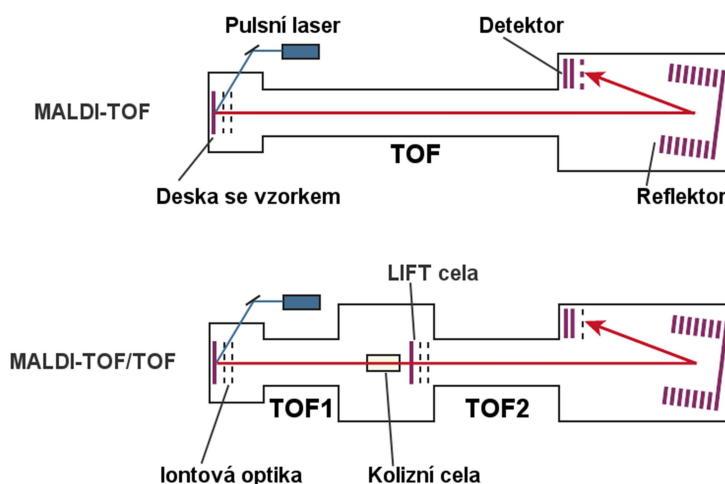 Pulsní laser
Detektor
MALDI-TOF
TOF
Deska se vzorkem
Reflektor
LIFT cela
MALDI-TOF/TOF
TOF1
TOF2
Iontová optika
Kolizní cela